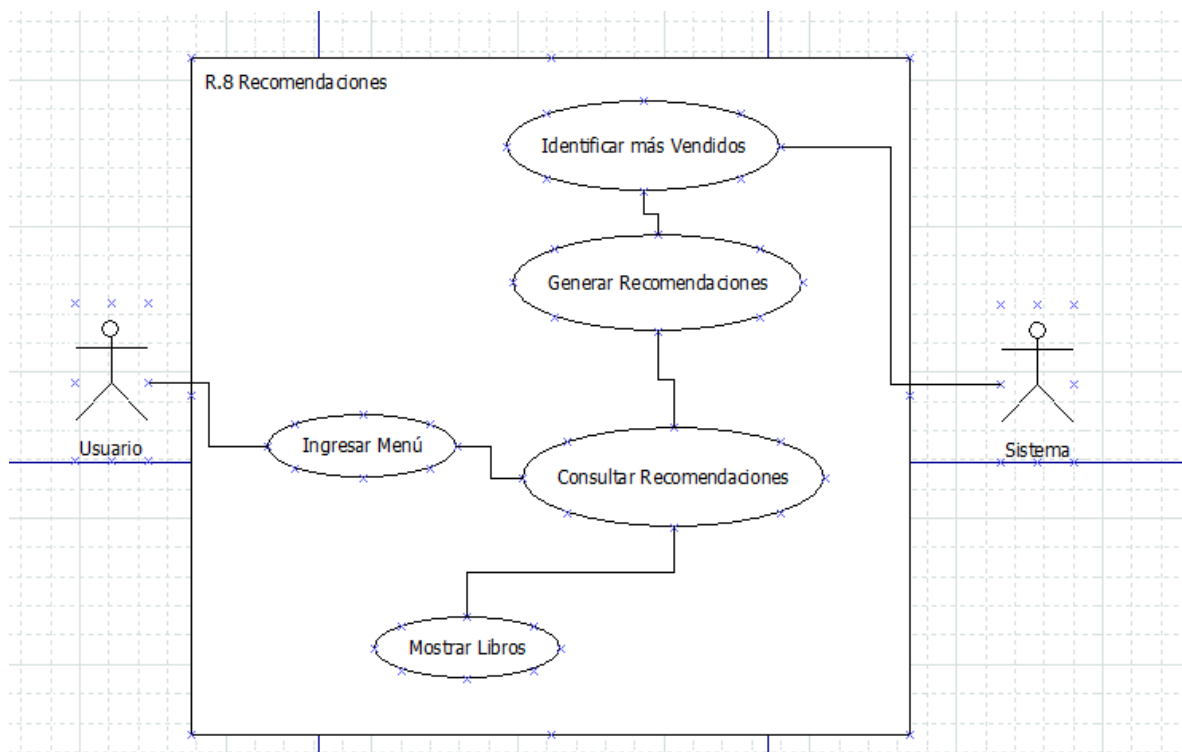 R.8 Recomendaciones
Identificar más Vendidos
Generar Recomendaciones
Usuario
Ingresar Menú
Consultar Recomendaciones
Sistema
Mostrar Libros